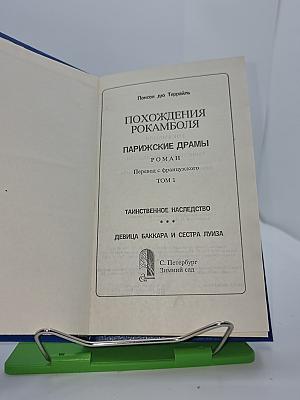 Понсон дю Террайль
ПОХОЖДЕНИЯ
РОКАМБОЛЯ
ПАРИЖСКИЕ ДРАМЫ
РОМАН
Перевод с французского
ТОМ 1
ТАИНСТВЕННОЕ НАСЛЕДСТВО
* * *
ДЕВИЦА БАККАРА И СЕСТРА ЛУИЗА
С. Петербург
Зимний сад